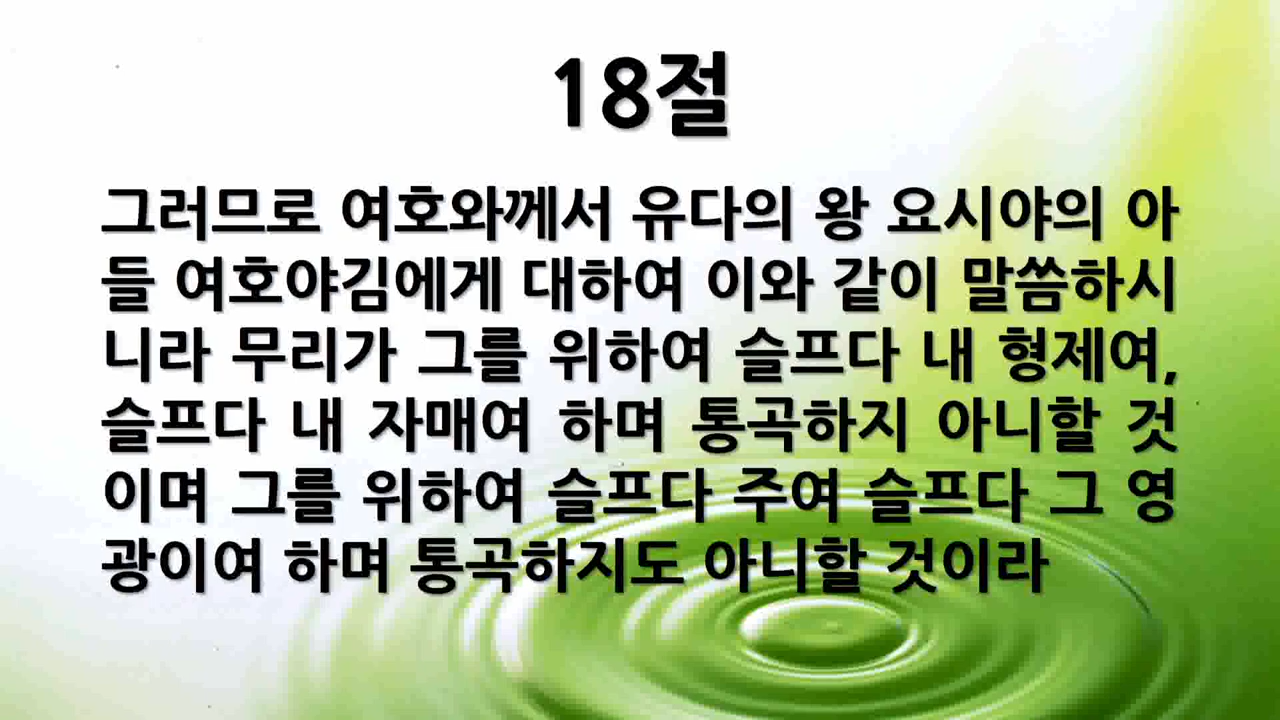 18절
그러므로 여호와께서 유다의 왕 요시야의 아
들 여호야김에게 대하여 이와 같이 말씀하시
니라 무리가 그를 위하여 슬프다 내 형제여,
슬프다 내 자매여 하며 통곡하지 아니할 것
이며 그를 위하여 슬프다 주여 슬프다 그 영
광이여 하며 통곡하지도 아니할 것이라